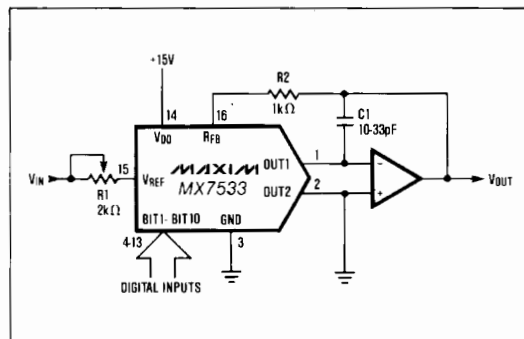 +15V
R2
1kΩ
C1
10-33pF
14
16
VDD
RFB
VIN
R1
2kΩ
15
VREF
MAXIM
MX7533
OUT1
1
OUT2
2
−
+
VOUT
BIT1- BIT10
GND
4-13
3
DIGITAL INPUTS